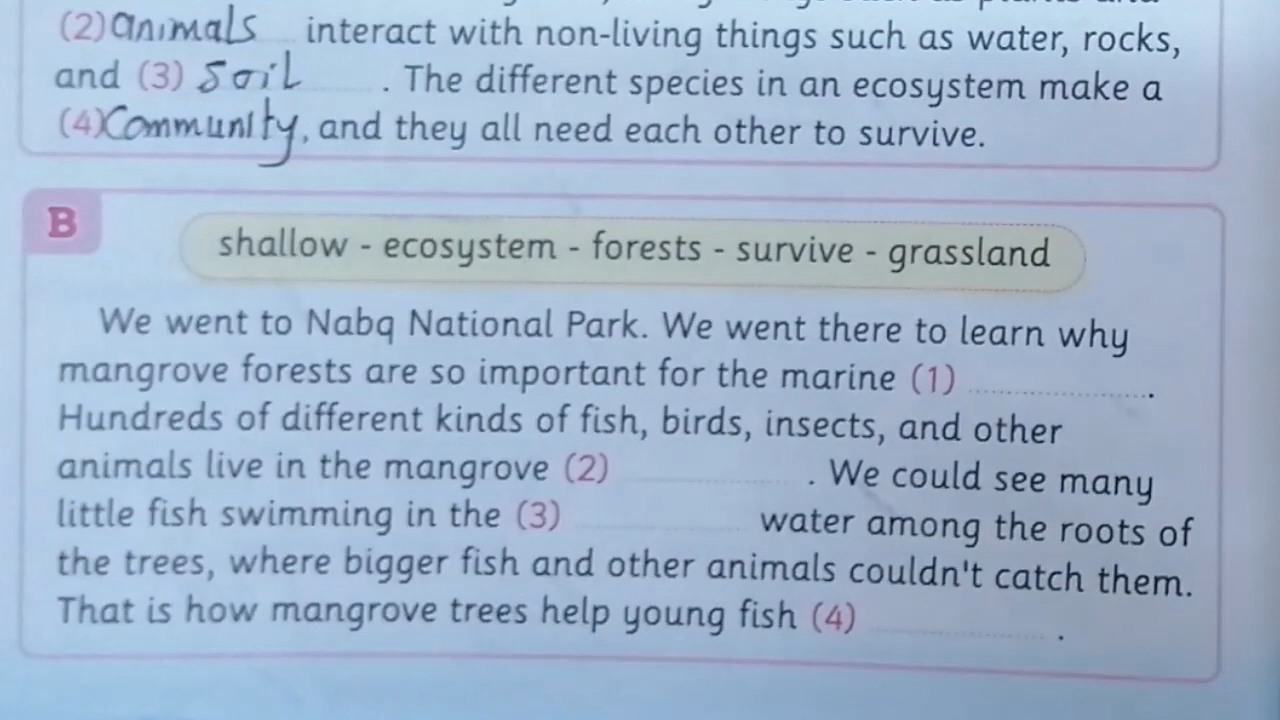 (2) animals interact with non-living things such as water, rocks,
and (3) soil . The different species in an ecosystem make a
(4) Community, and they all need each other to survive.
B
shallow - ecosystem - forests - survive - grassland
We went to Nabq National Park. We went there to learn why
mangrove forests are so important for the marine (1) .
Hundreds of different kinds of fish, birds, insects, and other
animals live in the mangrove (2) . We could see many
little fish swimming in the (3) water among the roots of
the trees, where bigger fish and other animals couldn't catch them.
That is how mangrove trees help young fish (4) .